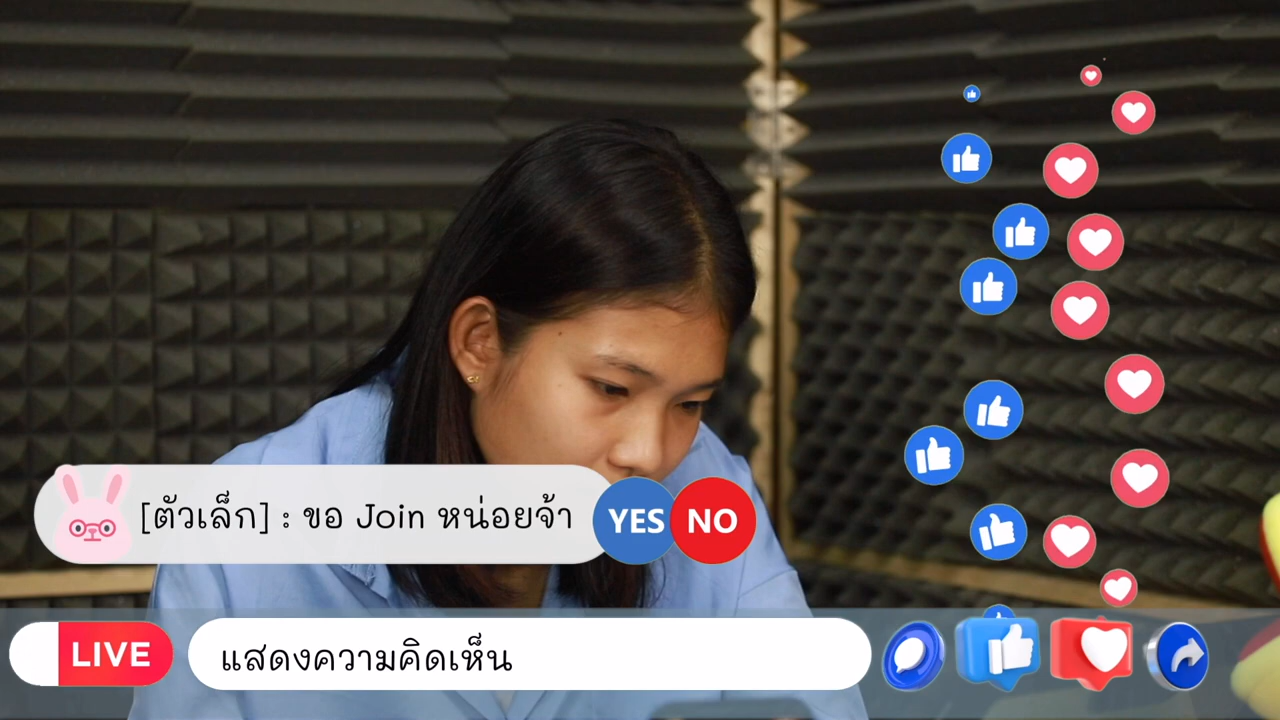 [ตัวเล็ก] : ขอ Join หน่อยจ้า
YES NO
LIVE
แสดงความคิดเห็น